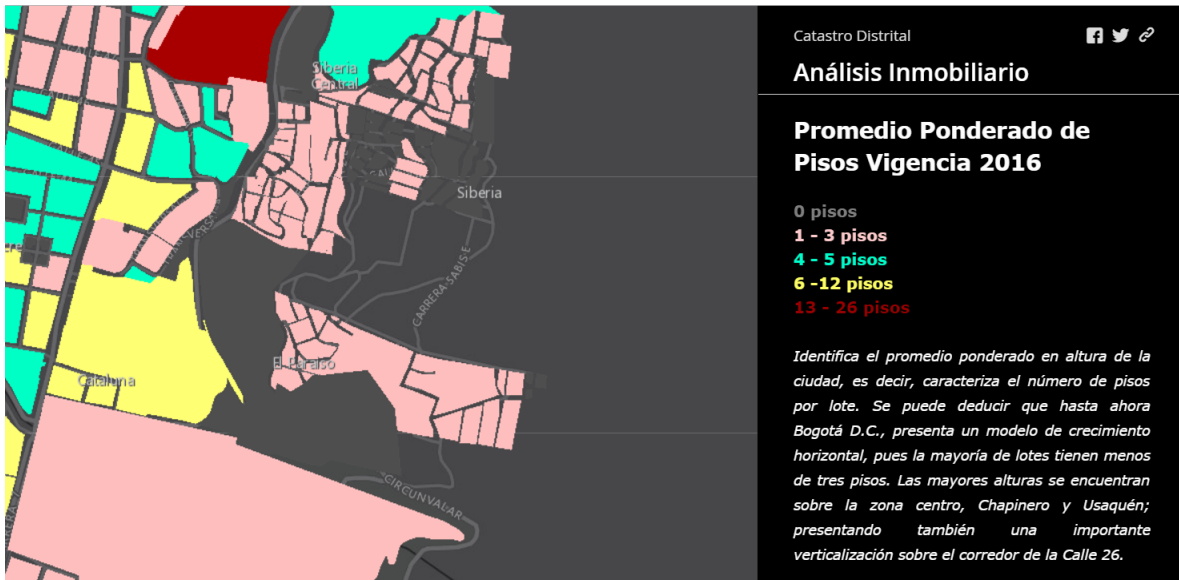 Catastro Distrital
Análisis Inmobiliario
Promedio Ponderado de
Pisos Vigencia 2016
0 pisos
1 - 3 pisos
4 - 5 pisos
6 -12 pisos
13 - 26 pisos
Identifica el promedio ponderado en altura de la
ciudad, es decir, caracteriza el número de pisos
por lote. Se puede deducir que hasta ahora
Bogotá D.C., presenta un modelo de crecimiento
horizontal, pues la mayoría de lotes tienen menos
de tres pisos. Las mayores alturas se encuentran
sobre la zona centro, Chapinero y Usaquén;
presentando también una importante
verticalización sobre el corredor de la Calle 26.
Siberia
Central
Siberia
CARRERA-5ABIS-E
El Paraíso
Cataluna
CIRCUNVALAR